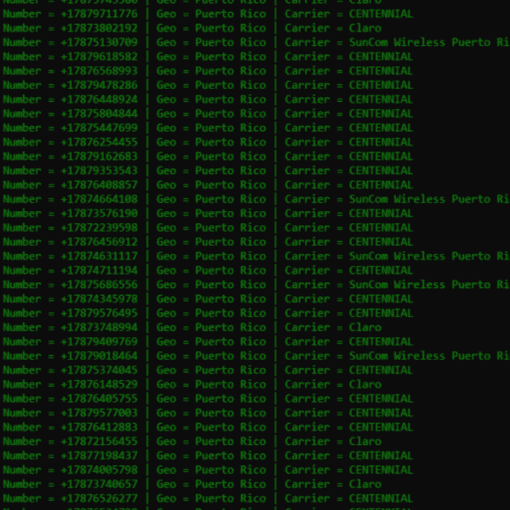 Number = +17879711776 | Geo = Puerto Rico | Carrier = CENTENNIAL
Number = +17873802192 | Geo = Puerto Rico | Carrier = Claro
Number = +17875130709 | Geo = Puerto Rico | Carrier = SunCom Wireless Puerto Ri
Number = +17879618582 | Geo = Puerto Rico | Carrier = CENTENNIAL
Number = +17876568993 | Geo = Puerto Rico | Carrier = CENTENNIAL
Number = +17879478286 | Geo = Puerto Rico | Carrier = CENTENNIAL
Number = +17876448924 | Geo = Puerto Rico | Carrier = CENTENNIAL
Number = +17875804844 | Geo = Puerto Rico | Carrier = CENTENNIAL
Number = +17875447699 | Geo = Puerto Rico | Carrier = CENTENNIAL
Number = +17876254455 | Geo = Puerto Rico | Carrier = CENTENNIAL
Number = +17879162683 | Geo = Puerto Rico | Carrier = CENTENNIAL
Number = +17879353543 | Geo = Puerto Rico | Carrier = CENTENNIAL
Number = +17876408857 | Geo = Puerto Rico | Carrier = CENTENNIAL
Number = +17874664108 | Geo = Puerto Rico | Carrier = SunCom Wireless Puerto Ri
Number = +17873576190 | Geo = Puerto Rico | Carrier = CENTENNIAL
Number = +17872239598 | Geo = Puerto Rico | Carrier = CENTENNIAL
Number = +17876456912 | Geo = Puerto Rico | Carrier = CENTENNIAL
Number = +17874631117 | Geo = Puerto Rico | Carrier = SunCom Wireless Puerto Ri
Number = +17874711194 | Geo = Puerto Rico | Carrier = CENTENNIAL
Number = +17875686556 | Geo = Puerto Rico | Carrier = SunCom Wireless Puerto Ri
Number = +17874345978 | Geo = Puerto Rico | Carrier = CENTENNIAL
Number = +17879576495 | Geo = Puerto Rico | Carrier = CENTENNIAL
Number = +17873748994 | Geo = Puerto Rico | Carrier = Claro
Number = +17879409769 | Geo = Puerto Rico | Carrier = CENTENNIAL
Number = +17879018464 | Geo = Puerto Rico | Carrier = SunCom Wireless Puerto Ri
Number = +17875374045 | Geo = Puerto Rico | Carrier = CENTENNIAL
Number = +17876148529 | Geo = Puerto Rico | Carrier = Claro
Number = +17876405755 | Geo = Puerto Rico | Carrier = CENTENNIAL
Number = +17879577003 | Geo = Puerto Rico | Carrier = CENTENNIAL
Number = +17876412883 | Geo = Puerto Rico | Carrier = CENTENNIAL
Number = +17872156455 | Geo = Puerto Rico | Carrier = Claro
Number = +17877198437 | Geo = Puerto Rico | Carrier = CENTENNIAL
Number = +17874005798 | Geo = Puerto Rico | Carrier = CENTENNIAL
Number = +17873740657 | Geo = Puerto Rico | Carrier = Claro
Number = +17876526277 | Geo = Puerto Rico | Carrier = CENTENNIAL